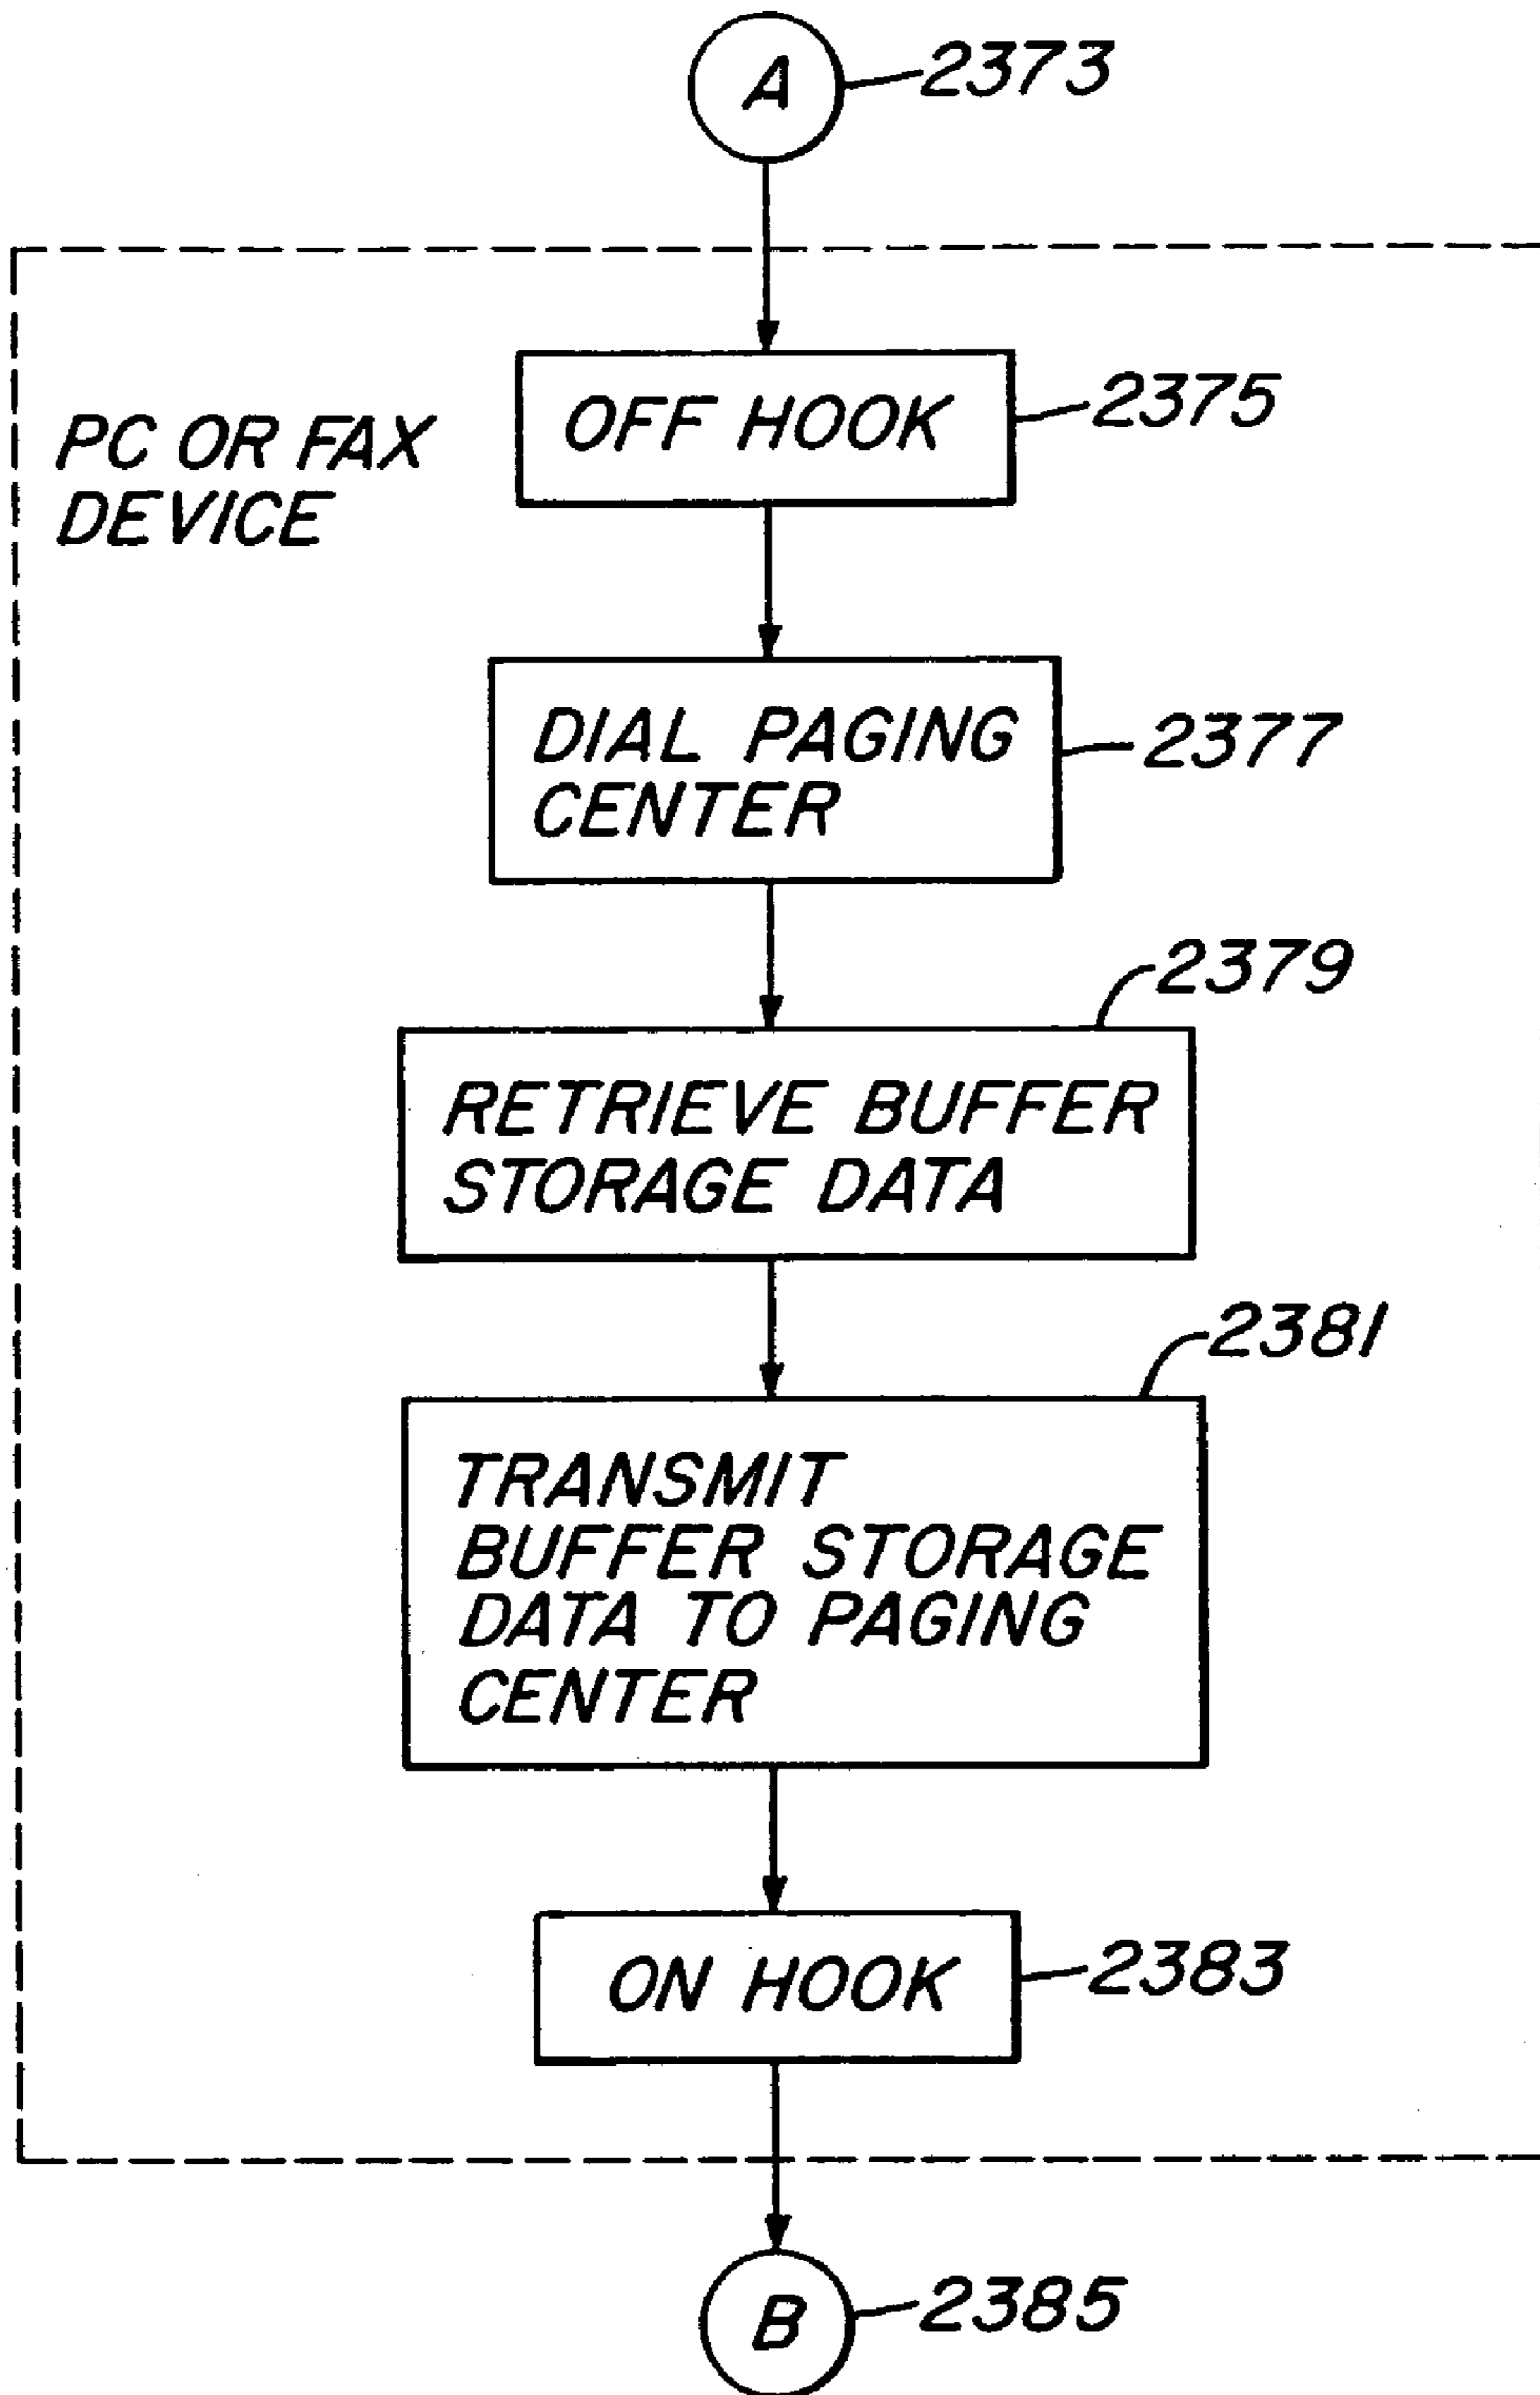 A
2373
OFF HOOK
2375
PC OR FAX
DEVICE
DIAL PAGING
CENTER
2377
2379
RETRIEVE BUFFER
STORAGE DATA
2381
TRANSMIT
BUFFER STORAGE
DATA TO PAGING
CENTER
ON HOOK
2383
B
2385